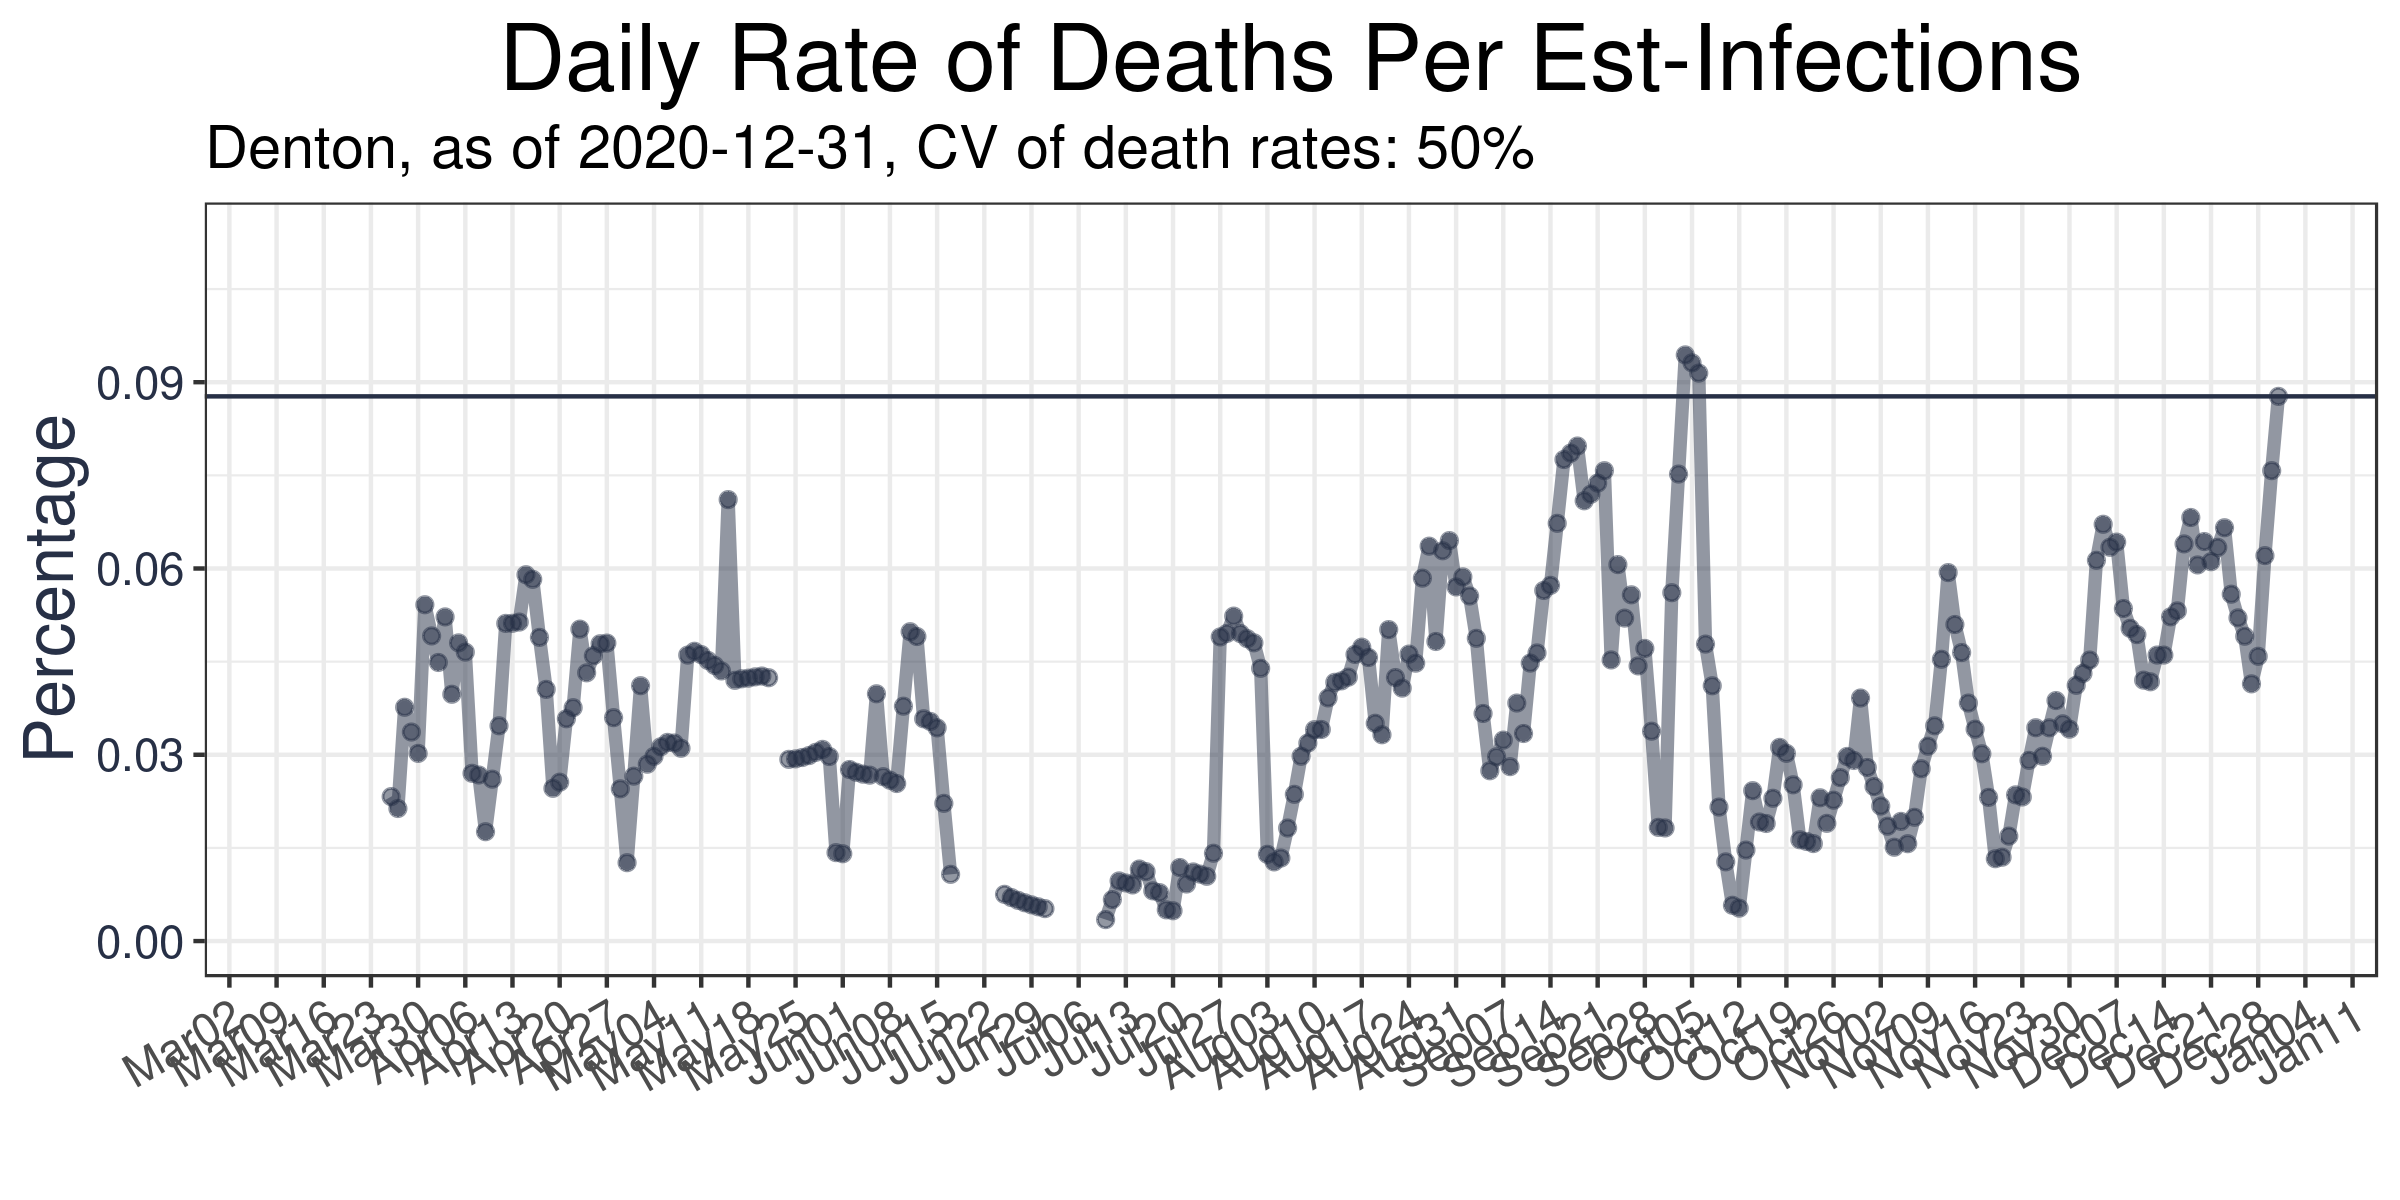 Daily Rate of Deaths Per Est-Infections
Denton, as of 2020-12-31, CV of death rates: 50%
Percentage
0.09
0.06
0.03
0.00
Mar02
Mar09
Mar16
Mar23
Mar30
Apr06
Apr13
Apr20
Apr27
May04
May11
May18
May25
Jun01
Jun08
Jun15
Jun22
Jun29
Jul06
Jul13
Jul20
Jul27
Aug03
Aug10
Aug17
Aug24
Aug31
Sep07
Sep14
Sep21
Sep28
Oct05
Oct12
Oct19
Oct26
Nov02
Nov09
Nov16
Nov23
Nov30
Dec07
Dec14
Dec21
Dec28
Jan04
Jan11